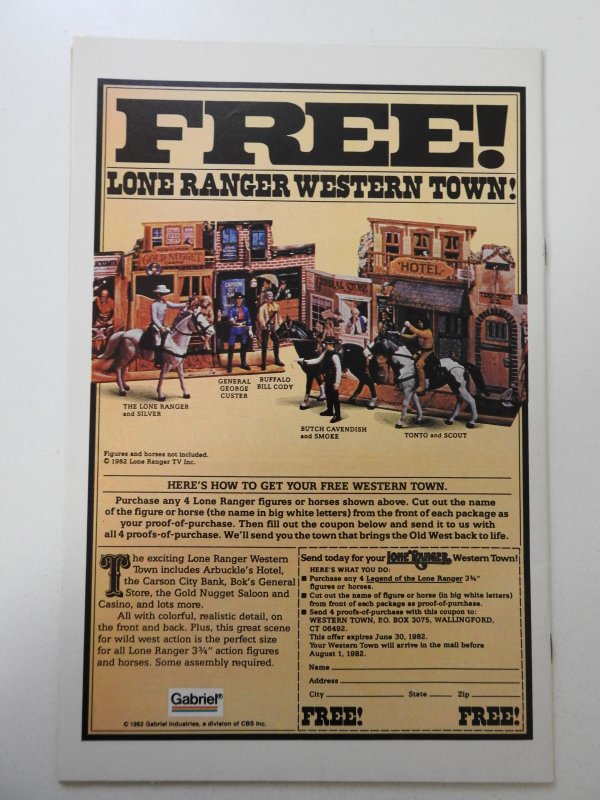 FREE!
LONE RANGER WESTERN TOWN!
GOLD NUGGET
CASINO
CARSON
CITY
GENERAL STORE
HOTEL
THE LONE RANGER
and SILVER
GENERAL
GEORGE
CUSTER
BUFFALO
BILL CODY
BUTCH CAVENDISH
and SMOKE
TONTO and SCOUT
Figures and horses not included.
© 1982 Lone Ranger TV Inc.
HERE'S HOW TO GET YOUR FREE WESTERN TOWN.
Purchase any 4 Lone Ranger figures or horses shown above. Cut out the name
of the figure or horse (the name in big white letters) from the front of each package as
your proof-of-purchase. Then fill out the coupon below and send it to us with
all 4 proofs-of-purchase. We'll send you the town that brings the Old West back to life.
The exciting Lone Ranger Western
Town includes Arbuckle's Hotel,
the Carson City Bank, Bok's General
Store, the Gold Nugget Saloon and
Casino, and lots more.
All with colorful, realistic detail, on
the front and back. Plus, this great scene
for wild west action is the perfect size
for all Lone Ranger 3¾" action figures
and horses. Some assembly required.
Gabriel®
© 1982 Gabriel Industries, a division of CBS Inc.
Send today for your LONE RANGER Western Town!
HERE'S WHAT YOU DO:
■ Purchase any 4 Legend of the Lone Ranger 3¾"
figures or horses.
■ Cut out the name of figure or horse (in big white letters)
from front of each package as proof-of-purchase.
■ Send 4 proofs-of-purchase with this coupon to:
WESTERN TOWN, P.O. BOX 3075, WALLINGFORD,
CT 06492.
This offer expires June 30, 1982.
Your Western Town will arrive in the mail before
August 1, 1982.
Name
Address
City State Zip
FREE! FREE!